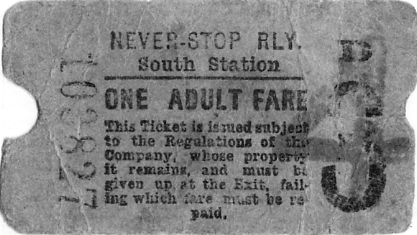 NEVER-STOP RLY.
South Station
ONE ADULT FARE
This Ticket is issued subject
to the Regulations of the
Company, whose property
it remains, and must be
given up at the Exit, fail-
ing which fare must be re-
paid.